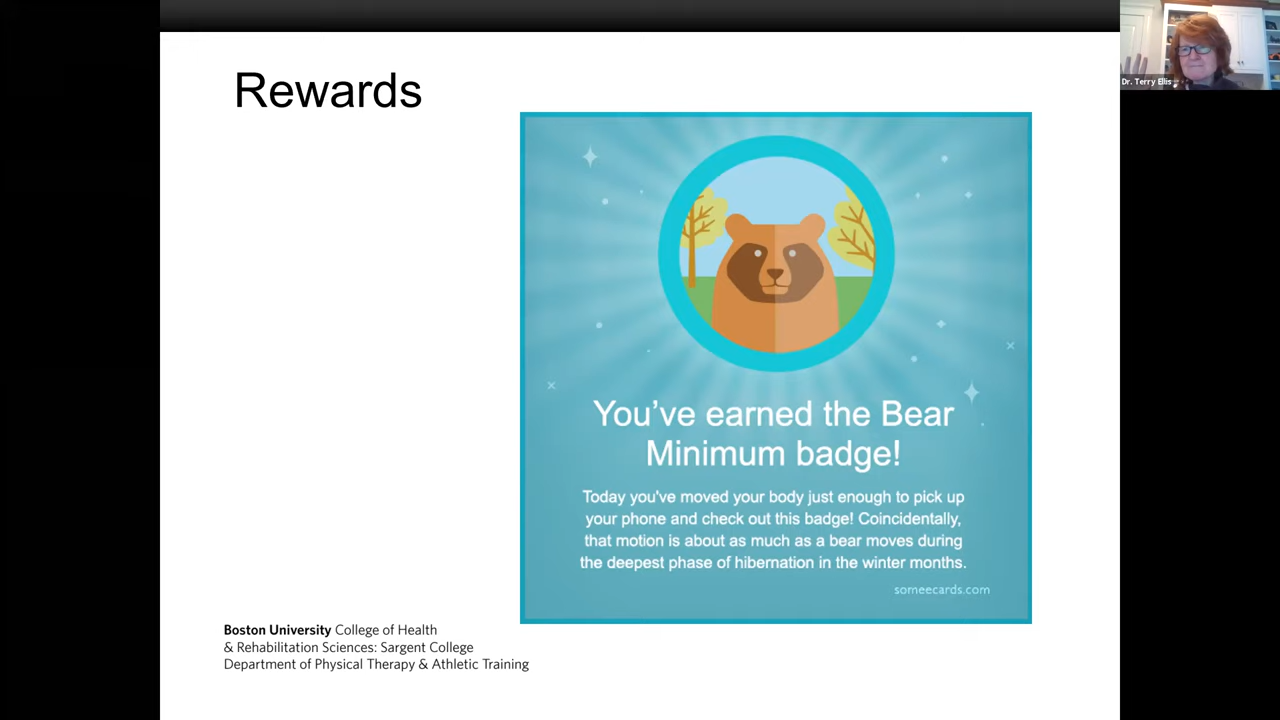 Rewards
Dr. Terry Ellis
You've earned the Bear
Minimum badge!
Today you've moved your body just enough to pick up
your phone and check out this badge! Coincidentally,
that motion is about as much as a bear moves during
the deepest phase of hibernation in the winter months.
someecards.com
Boston University College of Health
& Rehabilitation Sciences: Sargent College
Department of Physical Therapy & Athletic Training